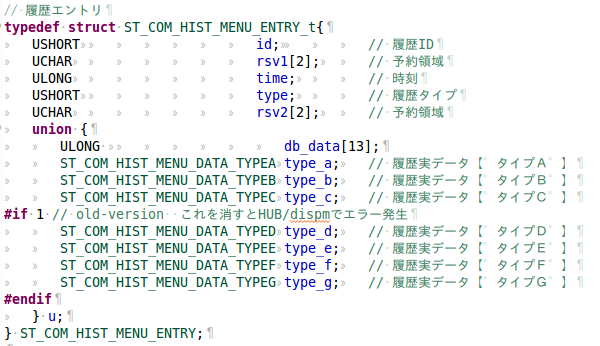 // 履歴エントリ
typedef struct ST_COM_HIST_MENU_ENTRY_t{
USHORT id; // 履歴ID
UCHAR rsv1[2]; // 予約領域
ULONG time; // 時刻
USHORT type; // 履歴タイプ
UCHAR rsv2[2]; // 予約領域
union {
ULONG db_data[13];
ST_COM_HIST_MENU_DATA_TYPEA type_a; // 履歴実データ【 タイプA 】
ST_COM_HIST_MENU_DATA_TYPEB type_b; // 履歴実データ【 タイプB 】
ST_COM_HIST_MENU_DATA_TYPEC type_c; // 履歴実データ【 タイプC 】
#if 1 // old-version  これを消すとHUB/dispmでエラー発生
ST_COM_HIST_MENU_DATA_TYPED type_d; // 履歴実データ【 タイプD 】
ST_COM_HIST_MENU_DATA_TYPEE type_e; // 履歴実データ【 タイプE 】
ST_COM_HIST_MENU_DATA_TYPEF type_f; // 履歴実データ【 タイプF 】
ST_COM_HIST_MENU_DATA_TYPEG type_g; // 履歴実データ【 タイプG 】
#endif
} u;
} ST_COM_HIST_MENU_ENTRY;